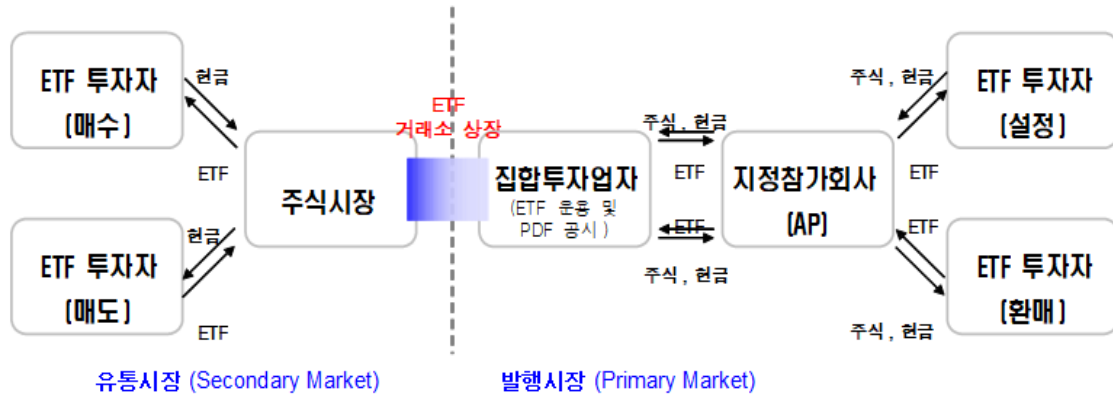 ETF 투자자
(매수)
현금
ETF
ETF 투자자
(매도)
현금
ETF
주식시장
ETF
거래소 상장
집합투자업자
(ETF 운용 및
PDF 공시 )
주식 , 현금
ETF
ETF
주식 , 현금
지정참가회사
(AP)
주식 , 현금
ETF
ETF 투자자
(설정)
ETF
주식 , 현금
ETF 투자자
(환매)
유통시장 (Secondary Market)
발행시장 (Primary Market)